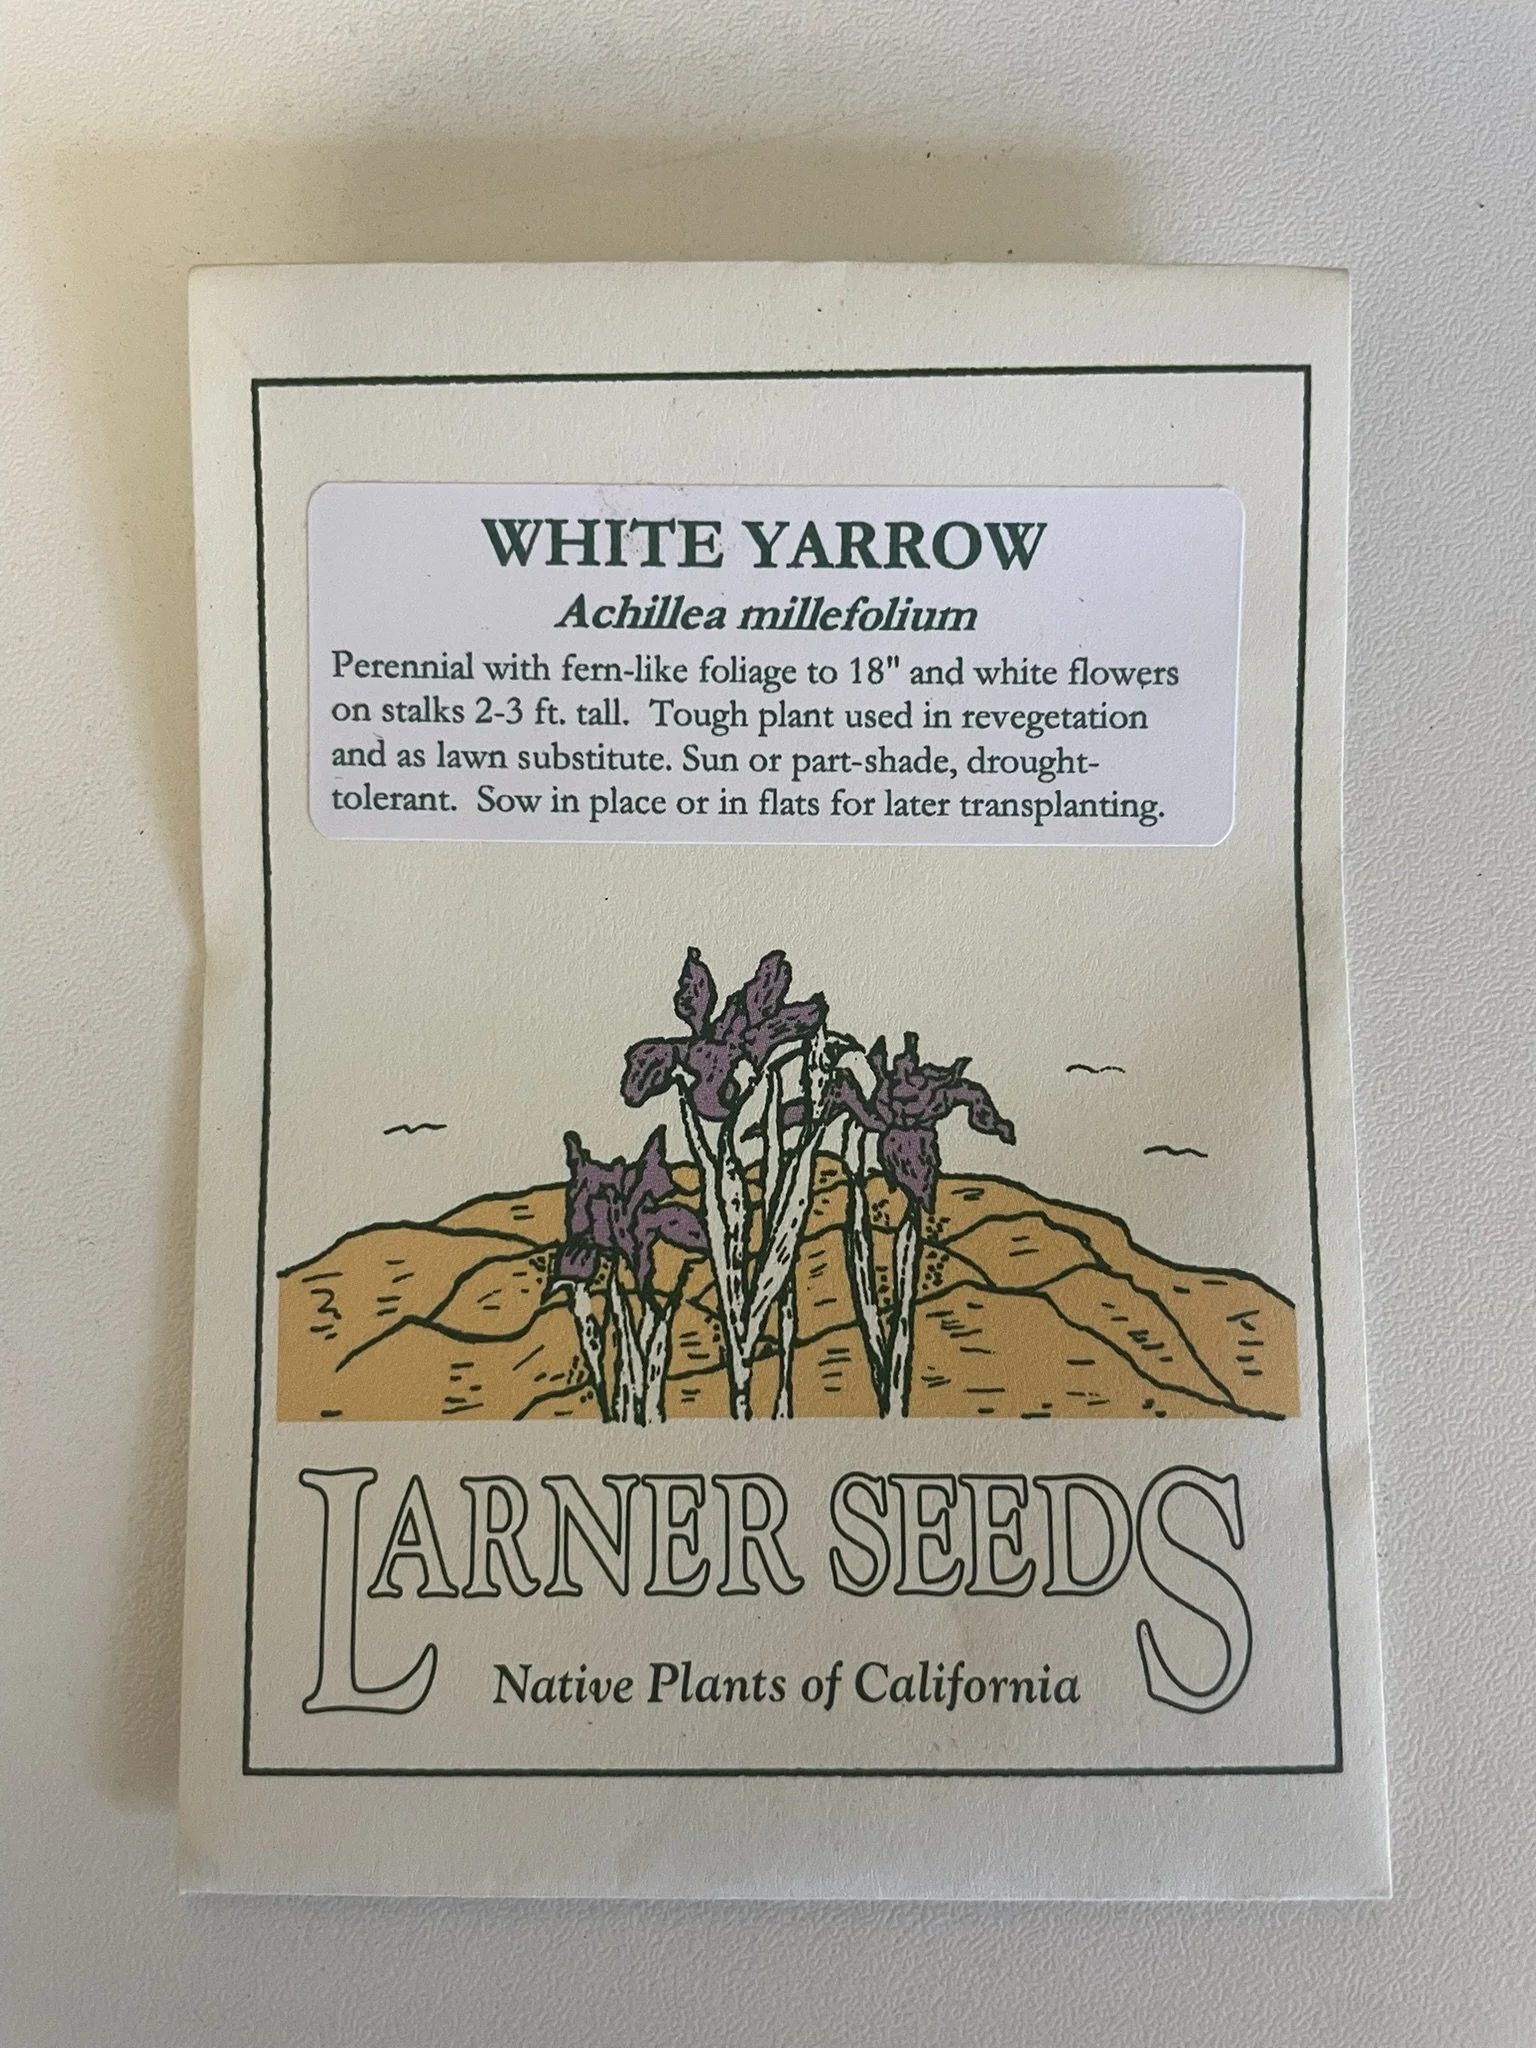 WHITE YARROW
Achillea millefolium
Perennial with fern-like foliage to 18" and white flowers
on stalks 2-3 ft. tall.  Tough plant used in revegetation
and as lawn substitute. Sun or part-shade, drought-
tolerant.  Sow in place or in flats for later transplanting.
LARNER SEEDS
Native Plants of California